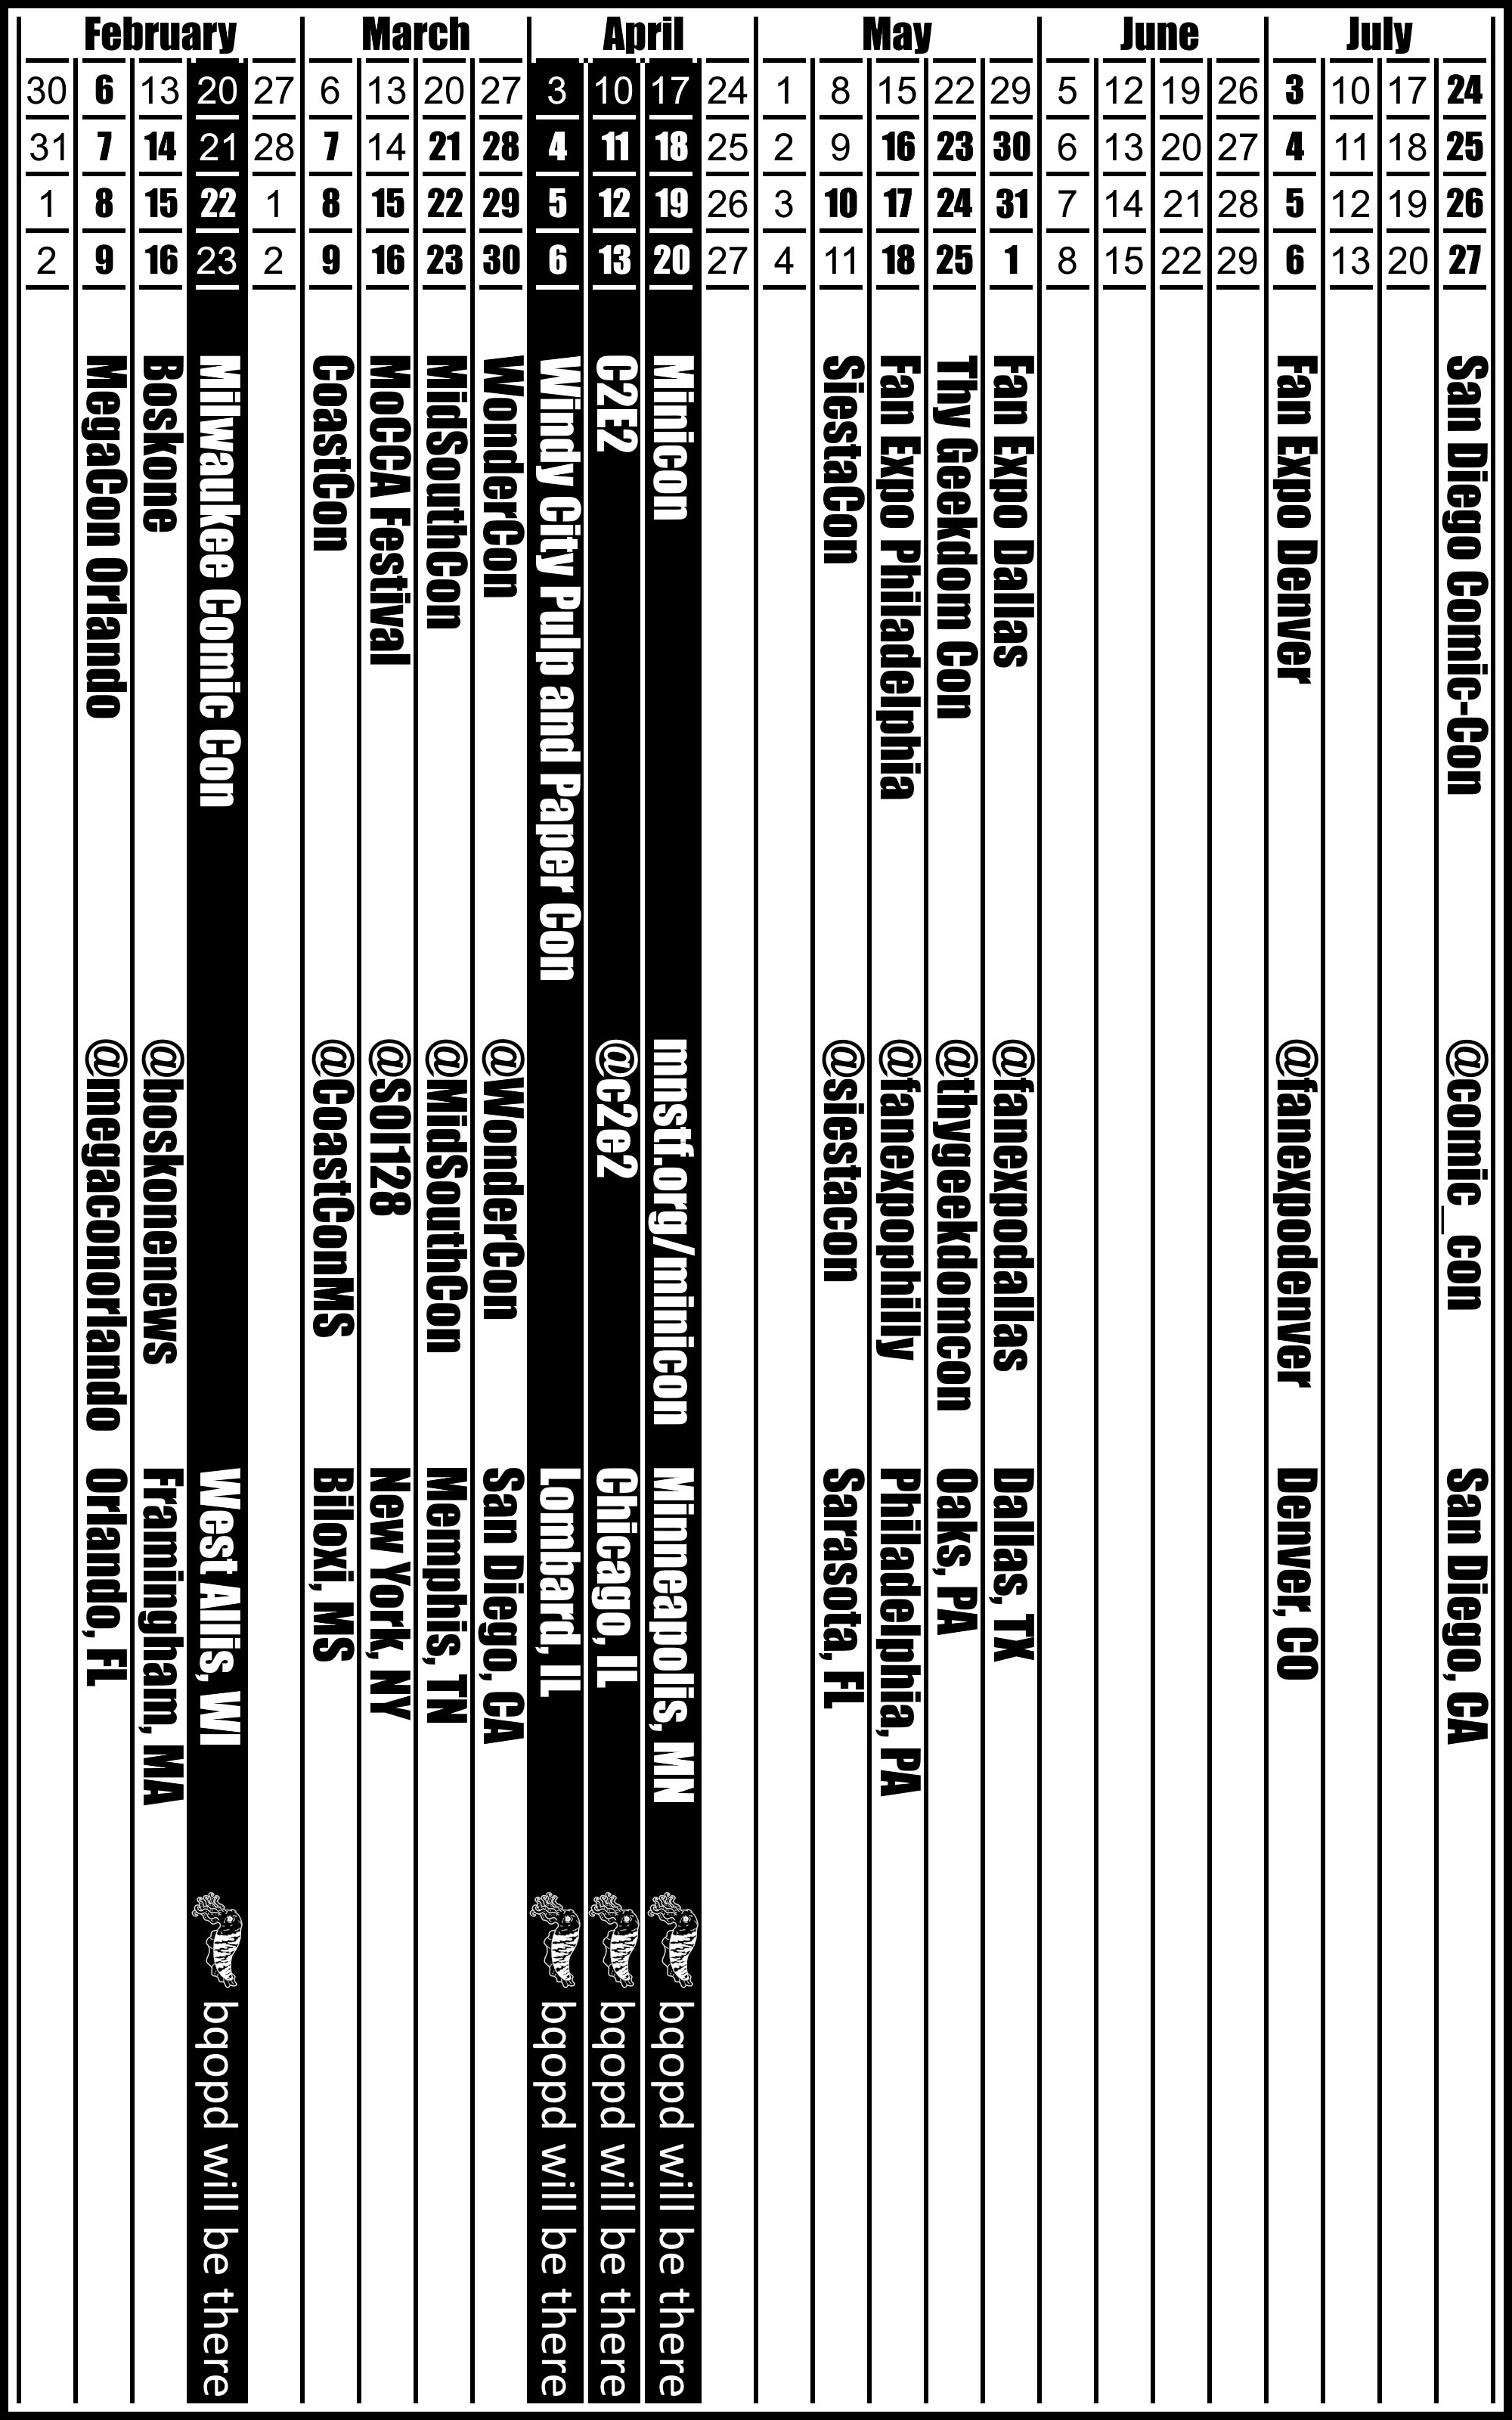 February March April May June July
30 6 13 20 27 6 13 20 27 3 10 17 24 1 8 15 22 29 5 12 19 26 3 10 17 24
31 7 14 21 28 7 14 21 28 4 11 18 25 2 9 16 23 30 6 13 20 27 4 11 18 25
1 8 15 22 1 8 15 22 29 5 12 19 26 3 10 17 24 31 7 14 21 28 5 12 19 26
2 9 16 23 2 9 16 23 30 6 13 20 27 4 11 18 25 1 8 15 22 29 6 13 20 27
MegaCon Orlando @megaconorlando Orlando, FL
Boskone @boskonenews Framingham, MA
Milwaukee Comic Con West Allis, WI bqopd will be there
CoastCon @CoastConMS Biloxi, MS
MoCCA Festival @SOI128 New York, NY
MidSouthCon @MidSouthCon Memphis, TN
WonderCon @WonderCon San Diego, CA
Windy City Pulp and Paper Con Lombard, IL bqopd will be there
C2E2 @c2e2 Chicago, IL bqopd will be there
Minicon mnstf.org/minicon Minneapolis, MN bqopd will be there
SiestaCon @siestacon Sarasota, FL
Fan Expo Philadelphia @fanexpophilly Philadelphia, PA
Thy Geekdom Con @thygeekdomcon Oaks, PA
Fan Expo Dallas @fanexpodallas Dallas, TX
Fan Expo Denver @fanexpodenver Denver, CO
San Diego Comic-Con @comic_con San Diego, CA